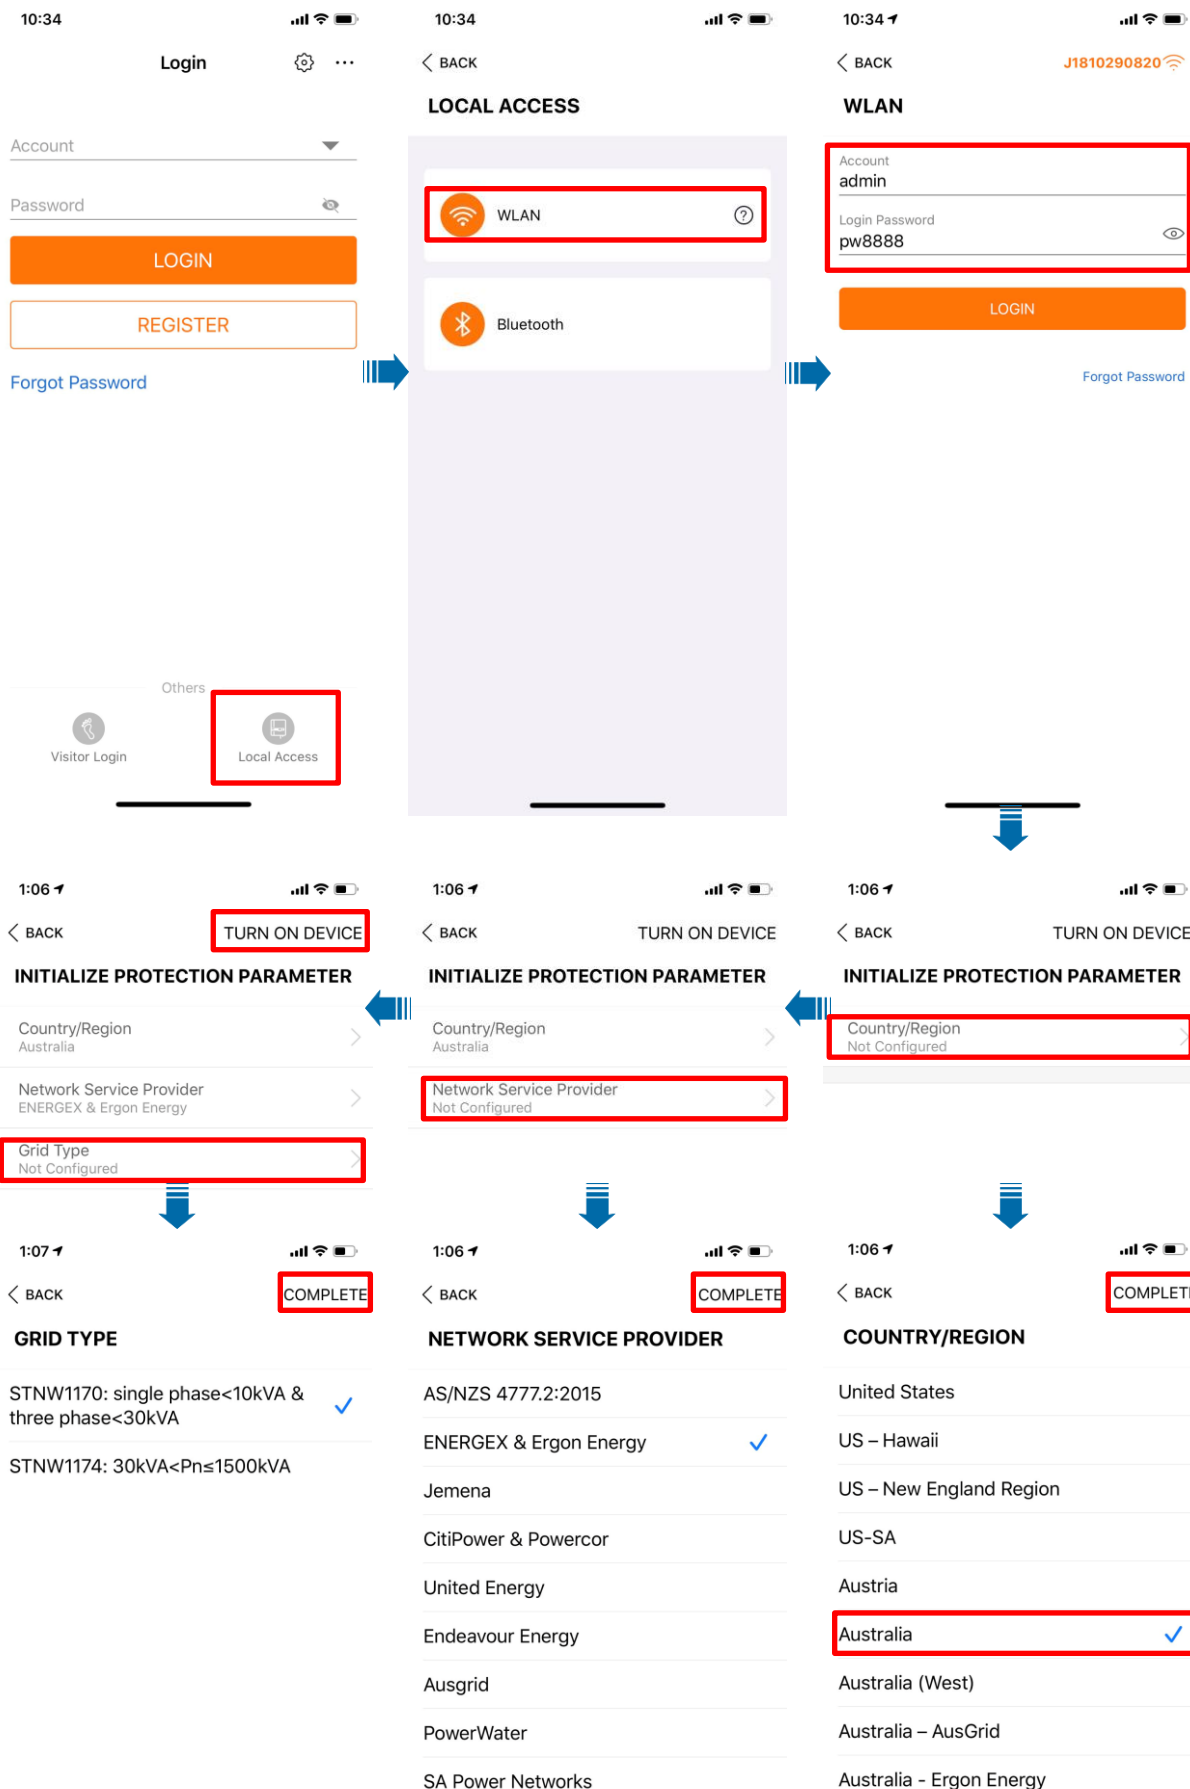 10:34
Login
Account
Password
LOGIN
REGISTER
Forgot Password
Others
Visitor Login
Local Access
10:34
BACK
LOCAL ACCESS
WLAN
?
Bluetooth
10:34
BACK
J1810290820
WLAN
Account
admin
Login Password
pw8888
LOGIN
Forgot Password
1:06
BACK
TURN ON DEVICE
INITIALIZE PROTECTION PARAMETER
Country/Region
Australia
Network Service Provider
ENERGEX & Ergon Energy
Grid Type
Not Configured
1:06
BACK
TURN ON DEVICE
INITIALIZE PROTECTION PARAMETER
Country/Region
Australia
Network Service Provider
Not Configured
1:06
BACK
TURN ON DEVICE
INITIALIZE PROTECTION PARAMETER
Country/Region
Not Configured
1:07
BACK
COMPLETE
GRID TYPE
STNW1170: single phase<10kVA &
three phase<30kVA
STNW1174: 30kVA<Pn≤1500kVA
1:06
BACK
COMPLETE
NETWORK SERVICE PROVIDER
AS/NZS 4777.2:2015
ENERGEX & Ergon Energy
Jemena
CitiPower & Powercor
United Energy
Endeavour Energy
Ausgrid
PowerWater
SA Power Networks
1:06
BACK
COMPLETE
COUNTRY/REGION
United States
US – Hawaii
US – New England Region
US-SA
Austria
Australia
Australia (West)
Australia – AusGrid
Australia - Ergon Energy